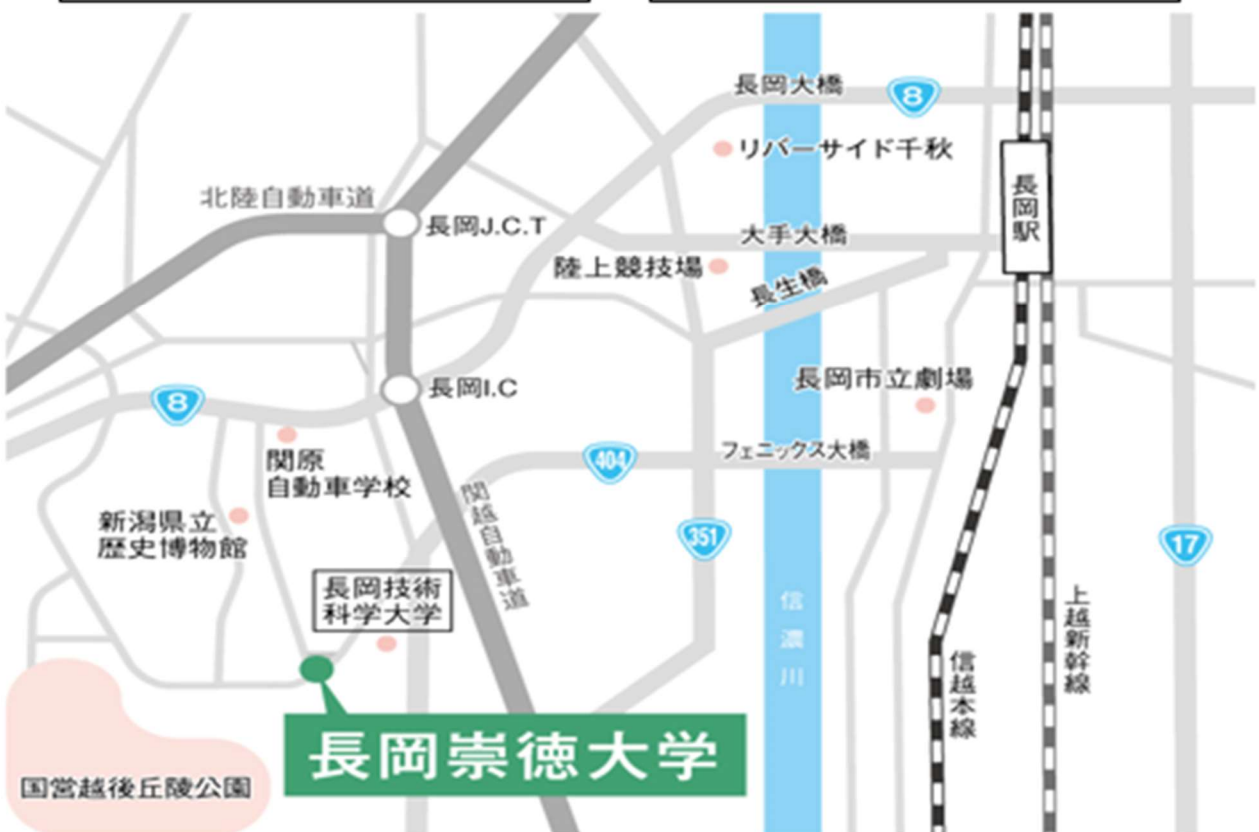 長岡大橋
8
リバーサイド千秋
北陸自動車道
長岡J.C.T
大手大橋
長岡駅
陸上競技場
長生橋
長岡I.C
長岡市立劇場
8
フェニックス大橋
404
関原
自動車学校
関越自動車道
新潟県立
歴史博物館
351
17
長岡技術
科学大学
信濃川
上越新幹線
信越本線
長岡崇徳大学
国営越後丘陵公園